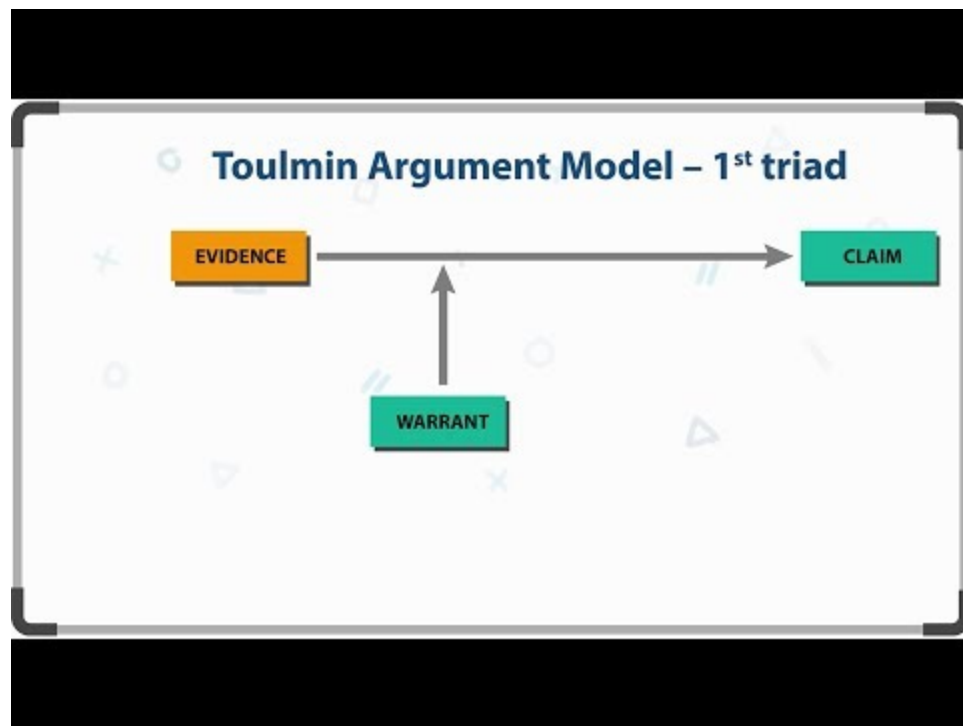 Toulmin Argument Model – 1st triad
EVIDENCE
CLAIM
WARRANT